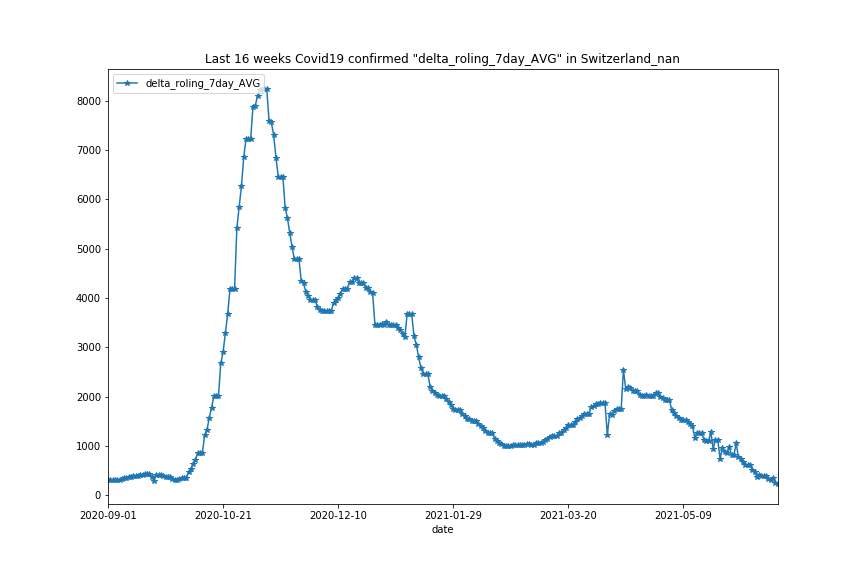 Last 16 weeks Covid19 confirmed "delta_roling_7day_AVG" in Switzerland_nan
delta_roling_7day_AVG
8000
7000
6000
5000
4000
3000
2000
1000
0
2020-09-01 2020-10-21 2020-12-10 2021-01-29 2021-03-20 2021-05-09
date